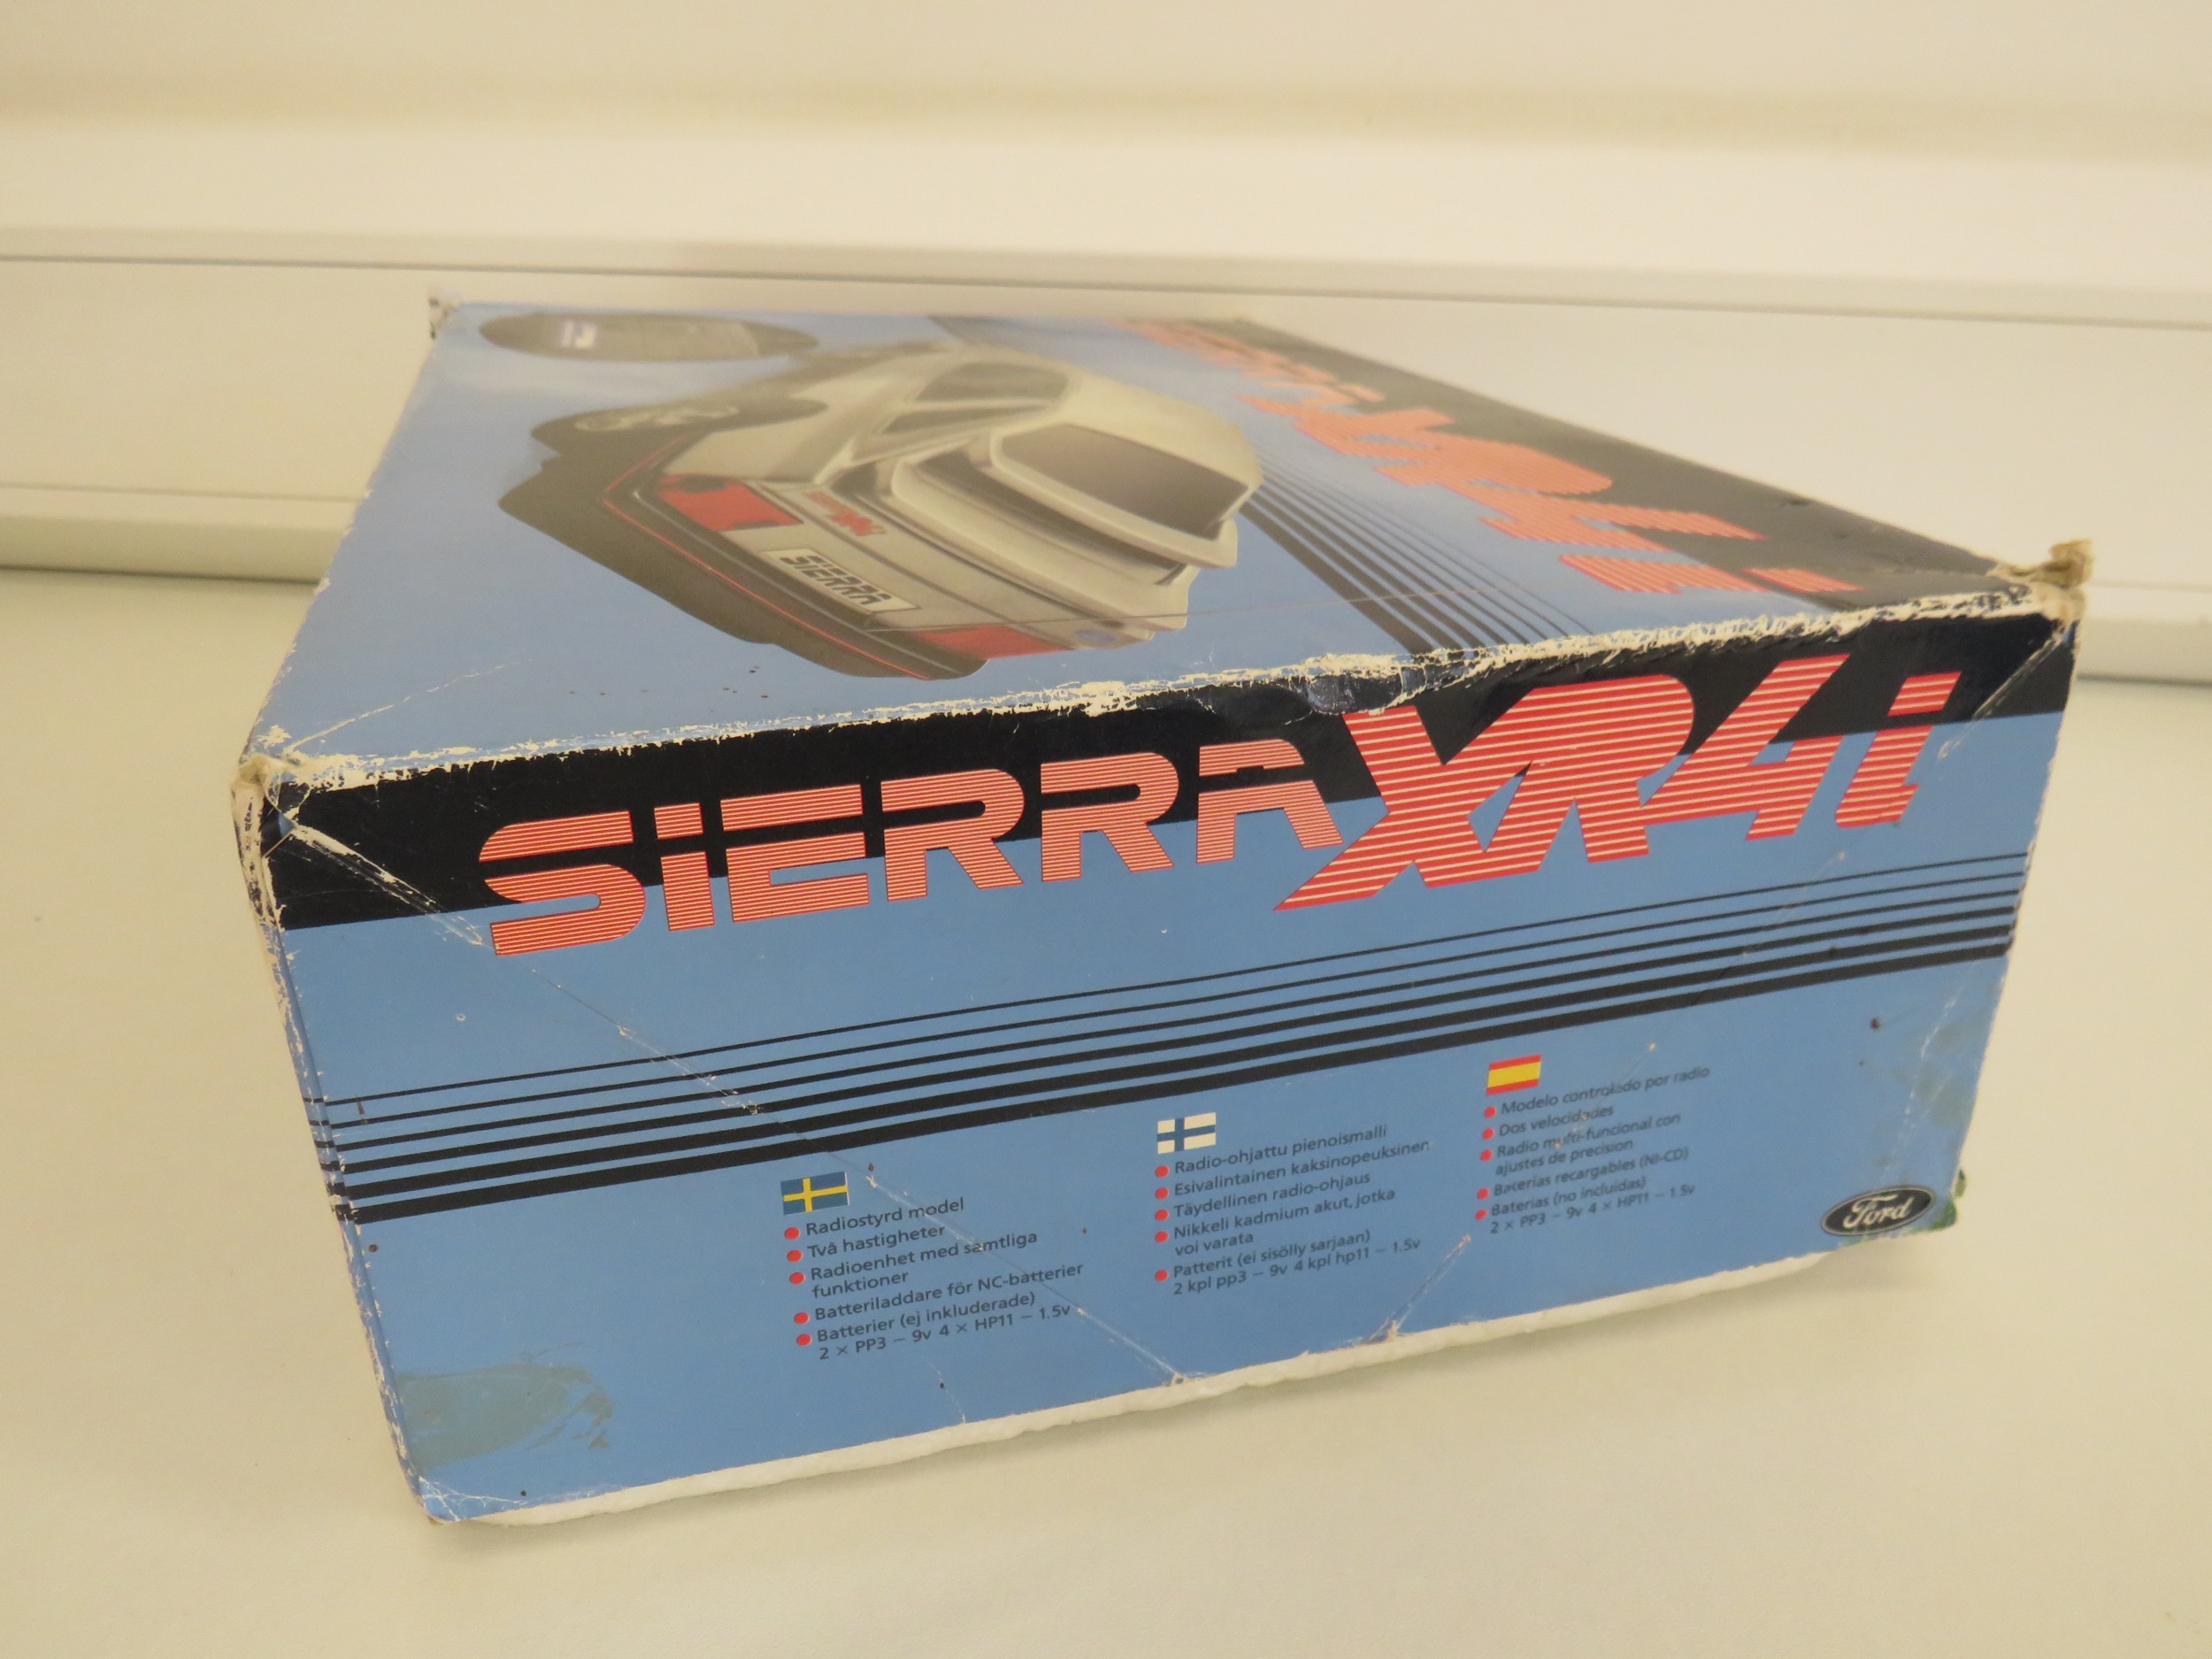 SIERRA
SIERRA XR4i
Radiostyrd model
Två hastigheter
Radioenhet med samtliga
funktioner
Batteriladdare för NC-batterier
Batterier (ej inkluderade)
2 × PP3 – 9v 4 × HP11 – 1.5v
Radio-ohjattu pienoismalli
Esivalintainen kaksinopeuksinen
Täydellinen radio-ohjaus
Nikkeli kadmium akut, jotka
voi varata
Patterit (ei sisölly sarjaan)
2 kpl pp3 – 9v 4 kpl hp11 – 1.5v
Modelo controlado por radio
Dos velocidades
Radio multi-funcional con
ajustes de precision
Baterias recargables (NI-CD)
Baterias (no incluidas)
2 × PP3 – 9v 4 × HP11 – 1.5v
Ford